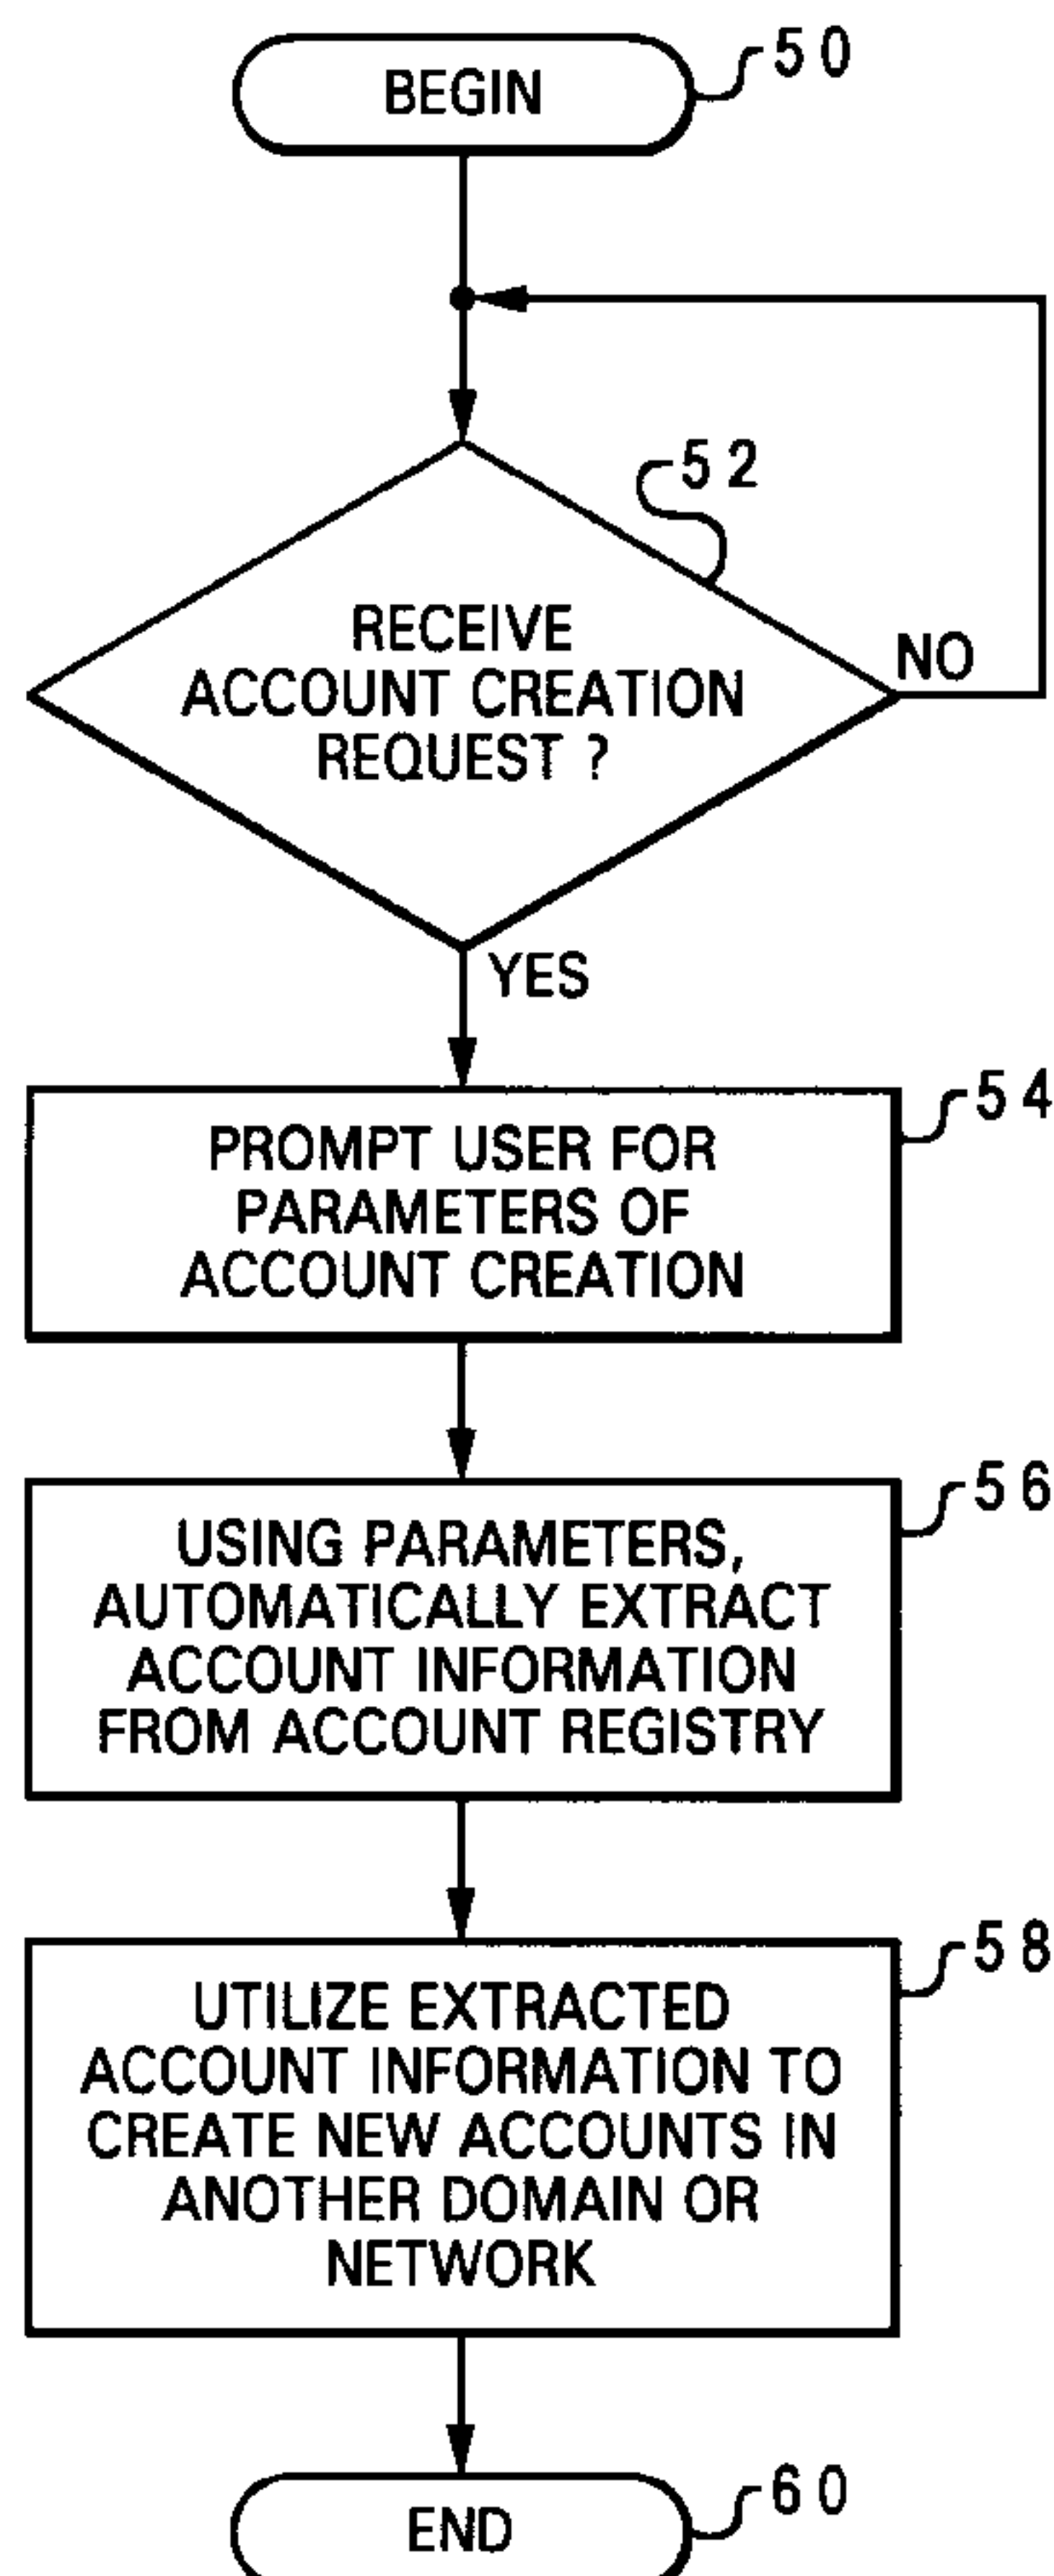 50
BEGIN
52
RECEIVE
ACCOUNT CREATION
REQUEST ?
NO
YES
54
PROMPT USER FOR
PARAMETERS OF
ACCOUNT CREATION
56
USING PARAMETERS,
AUTOMATICALLY EXTRACT
ACCOUNT INFORMATION
FROM ACCOUNT REGISTRY
58
UTILIZE EXTRACTED
ACCOUNT INFORMATION TO
CREATE NEW ACCOUNTS IN
ANOTHER DOMAIN OR
NETWORK
60
END